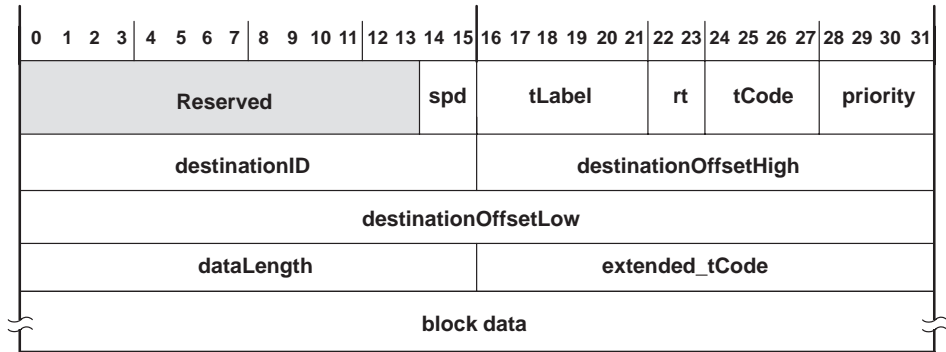 0 1 2 3 4 5 6 7 8 9 10 11 12 13 14 15 16 17 18 19 20 21 22 23 24 25 26 27 28 29 30 31
Reserved spd tLabel rt tCode priority
destinationID destinationOffsetHigh
destinationOffsetLow
dataLength extended_tCode
block data